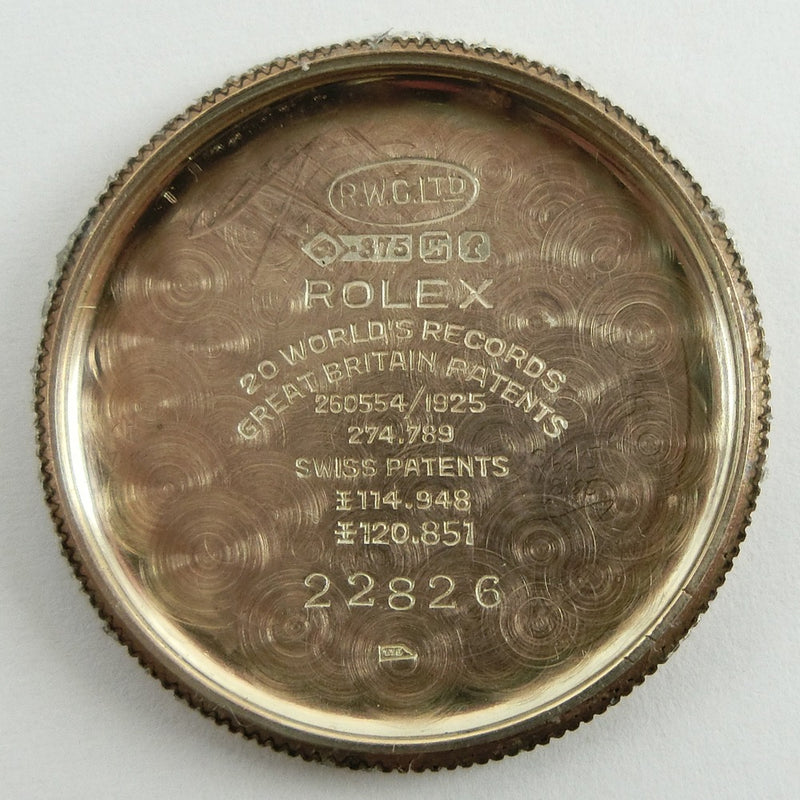 R.W.C.LTD
.375 f
ROLEX
20 WORLD'S RECORDS
GREAT BRITAIN PATENTS
260554/1925
274.789
SWISS PATENTS
114.948
120.851
22826